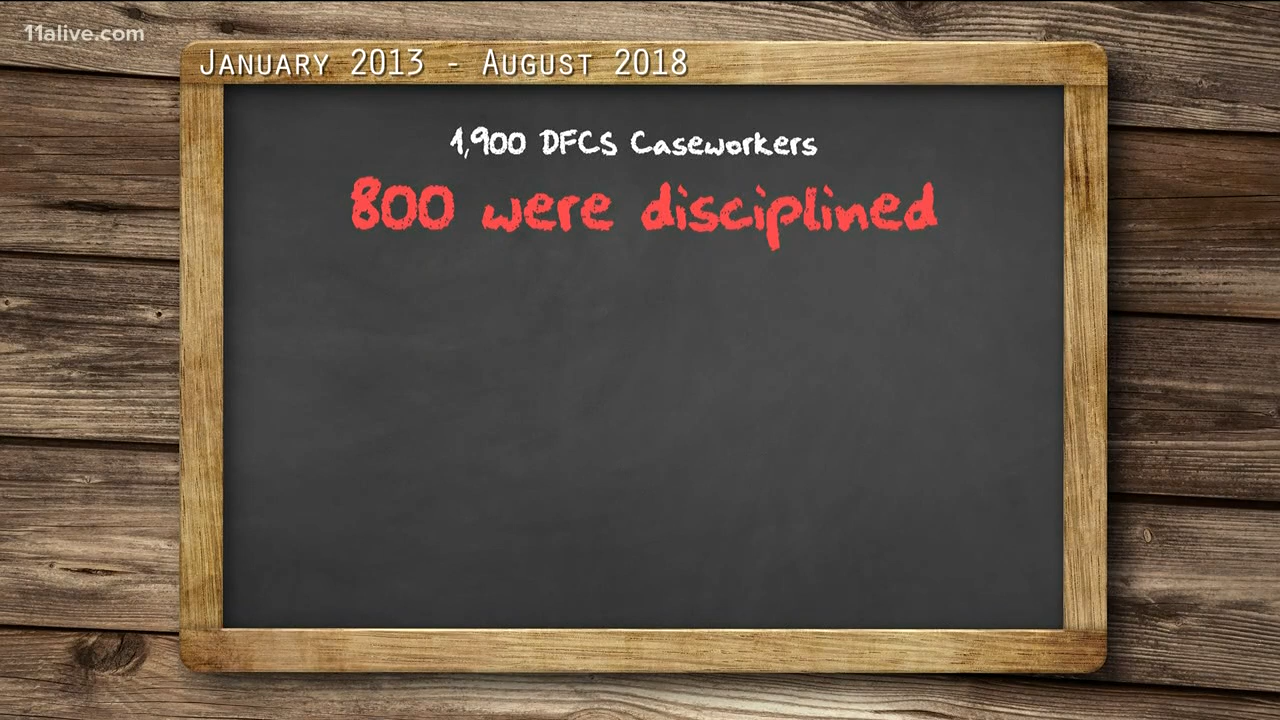 11alive.com
January 2013 - August 2018
1,900 DFCS Caseworkers
800 were disciplined